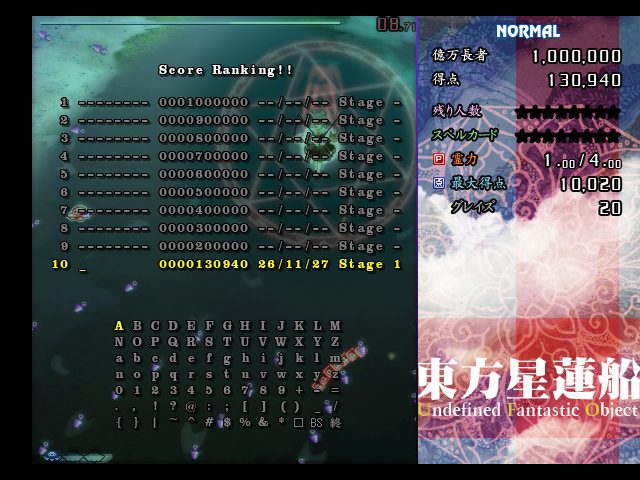 08.71
Score Ranking!!
1 -------- 0001000000 --/--/-- Stage -
2 -------- 0000900000 --/--/-- Stage -
3 -------- 0000800000 --/--/-- Stage -
4 -------- 0000700000 --/--/-- Stage -
5 -------- 0000600000 --/--/-- Stage -
6 -------- 0000500000 --/--/-- Stage -
7 -------- 0000400000 --/--/-- Stage -
8 -------- 0000300000 --/--/-- Stage -
9 -------- 0000200000 --/--/-- Stage -
10 _ 0000130940 26/11/27 Stage 1
A B C D E F G H I J K L M
N O P Q R S T U V W X Y Z
a b c d e f g h i j k l m
n o p q r s t u v w x y z
0 1 2 3 4 5 6 7 8 9 + - =
. , ! ? @ : ; [ ] ( ) _ /
{ } | ~ ^ # $ % & * □ BS 終
NORMAL
億万長者 1,000,000
得点 130,940
残り人数
スペルカード
P 霊力 1.00/4.00
点 最大得点 10,020
グレイズ 20
東方星蓮船
Undefined Fantastic Object